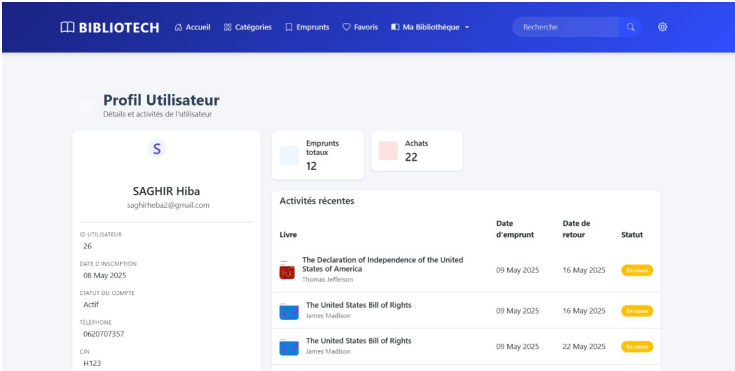 BIBLIOTECH Accueil Catégories Emprunts Favoris Ma Bibliothèque Recherche
Profil Utilisateur
Détails et activités de l'utilisateur
S
SAGHIR Hiba
saghirheba2@gmail.com
ID UTILISATEUR
26
DATE D'INSCRIPTION
08 May 2025
STATUT DU COMPTE
Actif
TÉLÉPHONE
0620707357
CIN
H123
Emprunts
totaux
12
Achats
22
Activités récentes
Livre Date d'emprunt Date de retour Statut
The Declaration of Independence of the United
States of America
Thomas Jefferson
09 May 2025 16 May 2025 En cours
The United States Bill of Rights
James Madison
09 May 2025 16 May 2025 En cours
The United States Bill of Rights
James Madison
09 May 2025 22 May 2025 En cours